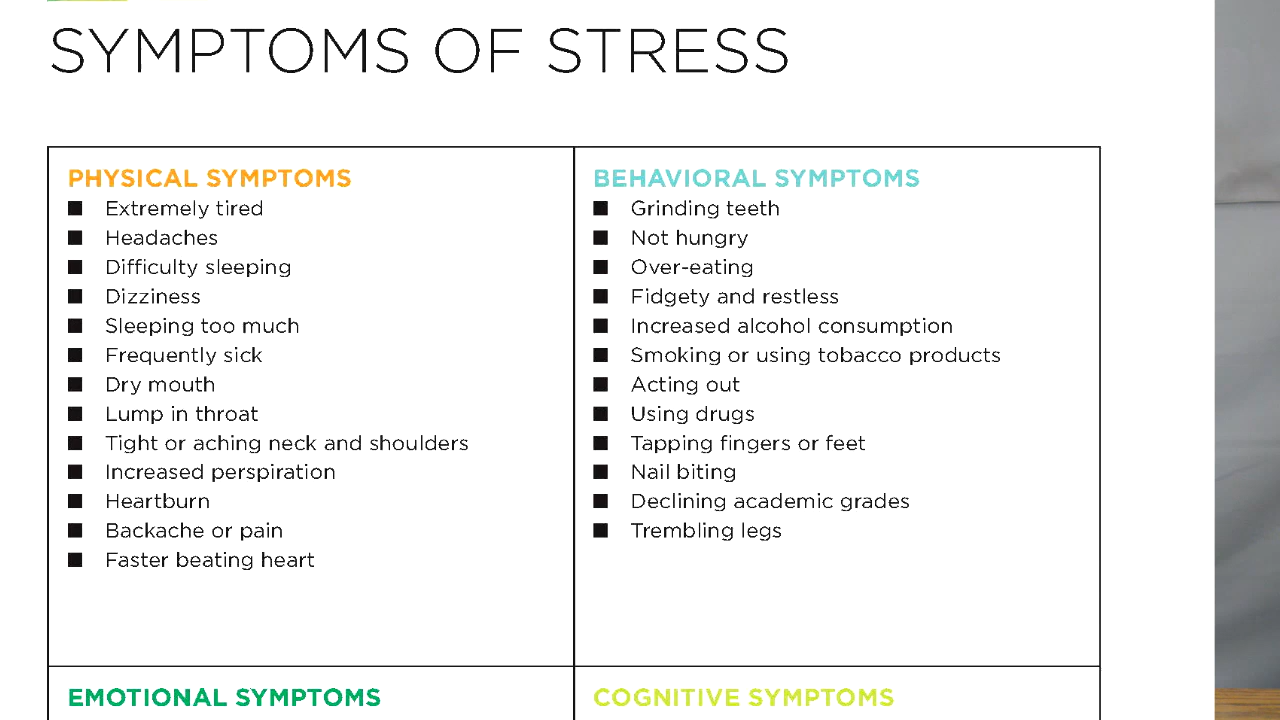 SYMPTOMS OF STRESS
PHYSICAL SYMPTOMS
Extremely tired
Headaches
Difficulty sleeping
Dizziness
Sleeping too much
Frequently sick
Dry mouth
Lump in throat
Tight or aching neck and shoulders
Increased perspiration
Heartburn
Backache or pain
Faster beating heart
BEHAVIORAL SYMPTOMS
Grinding teeth
Not hungry
Over-eating
Fidgety and restless
Increased alcohol consumption
Smoking or using tobacco products
Acting out
Using drugs
Tapping fingers or feet
Nail biting
Declining academic grades
Trembling legs
EMOTIONAL SYMPTOMS
COGNITIVE SYMPTOMS